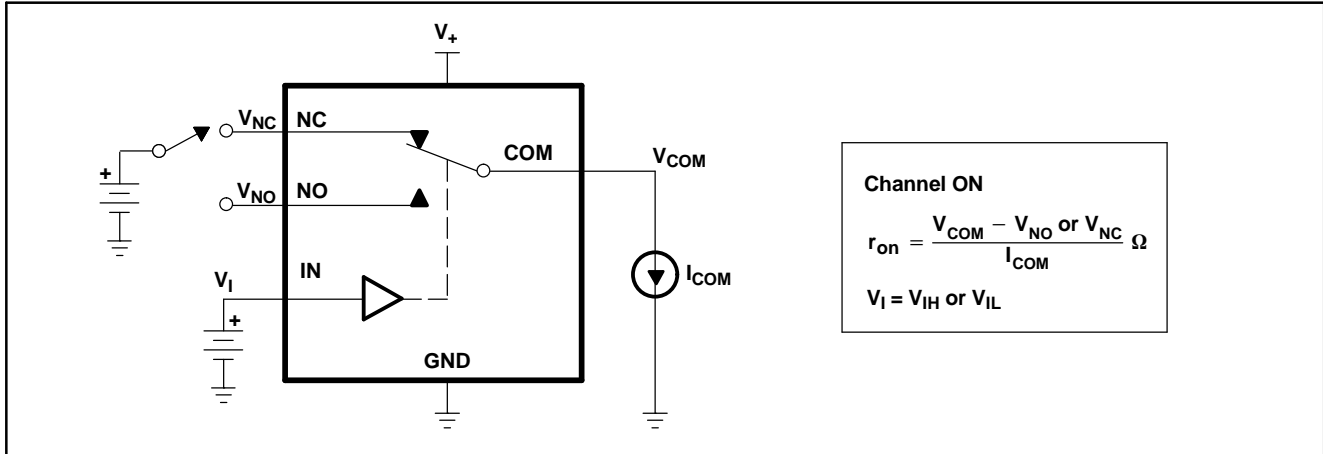 V+
VNC NC
COM
VCOM
+
VNO NO
VI
IN
+
ICOM
GND
Channel ON
ron = VCOM − VNO or VNC / ICOM Ω
VI = VIH or VIL